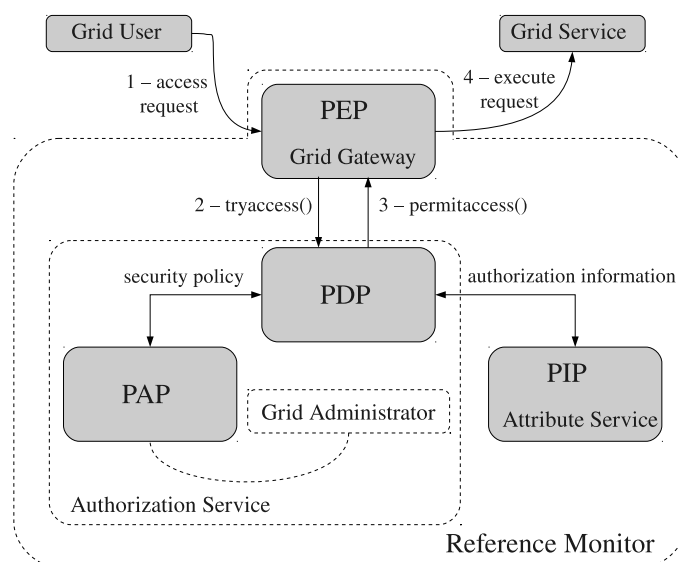 Grid User
Grid Service
1 – access
request
4 – execute
request
PEP
Grid Gateway
2 – tryaccess()
3 – permitaccess()
security policy
PDP
authorization information
PAP
Grid Administrator
PIP
Attribute Service
Authorization Service
Reference Monitor